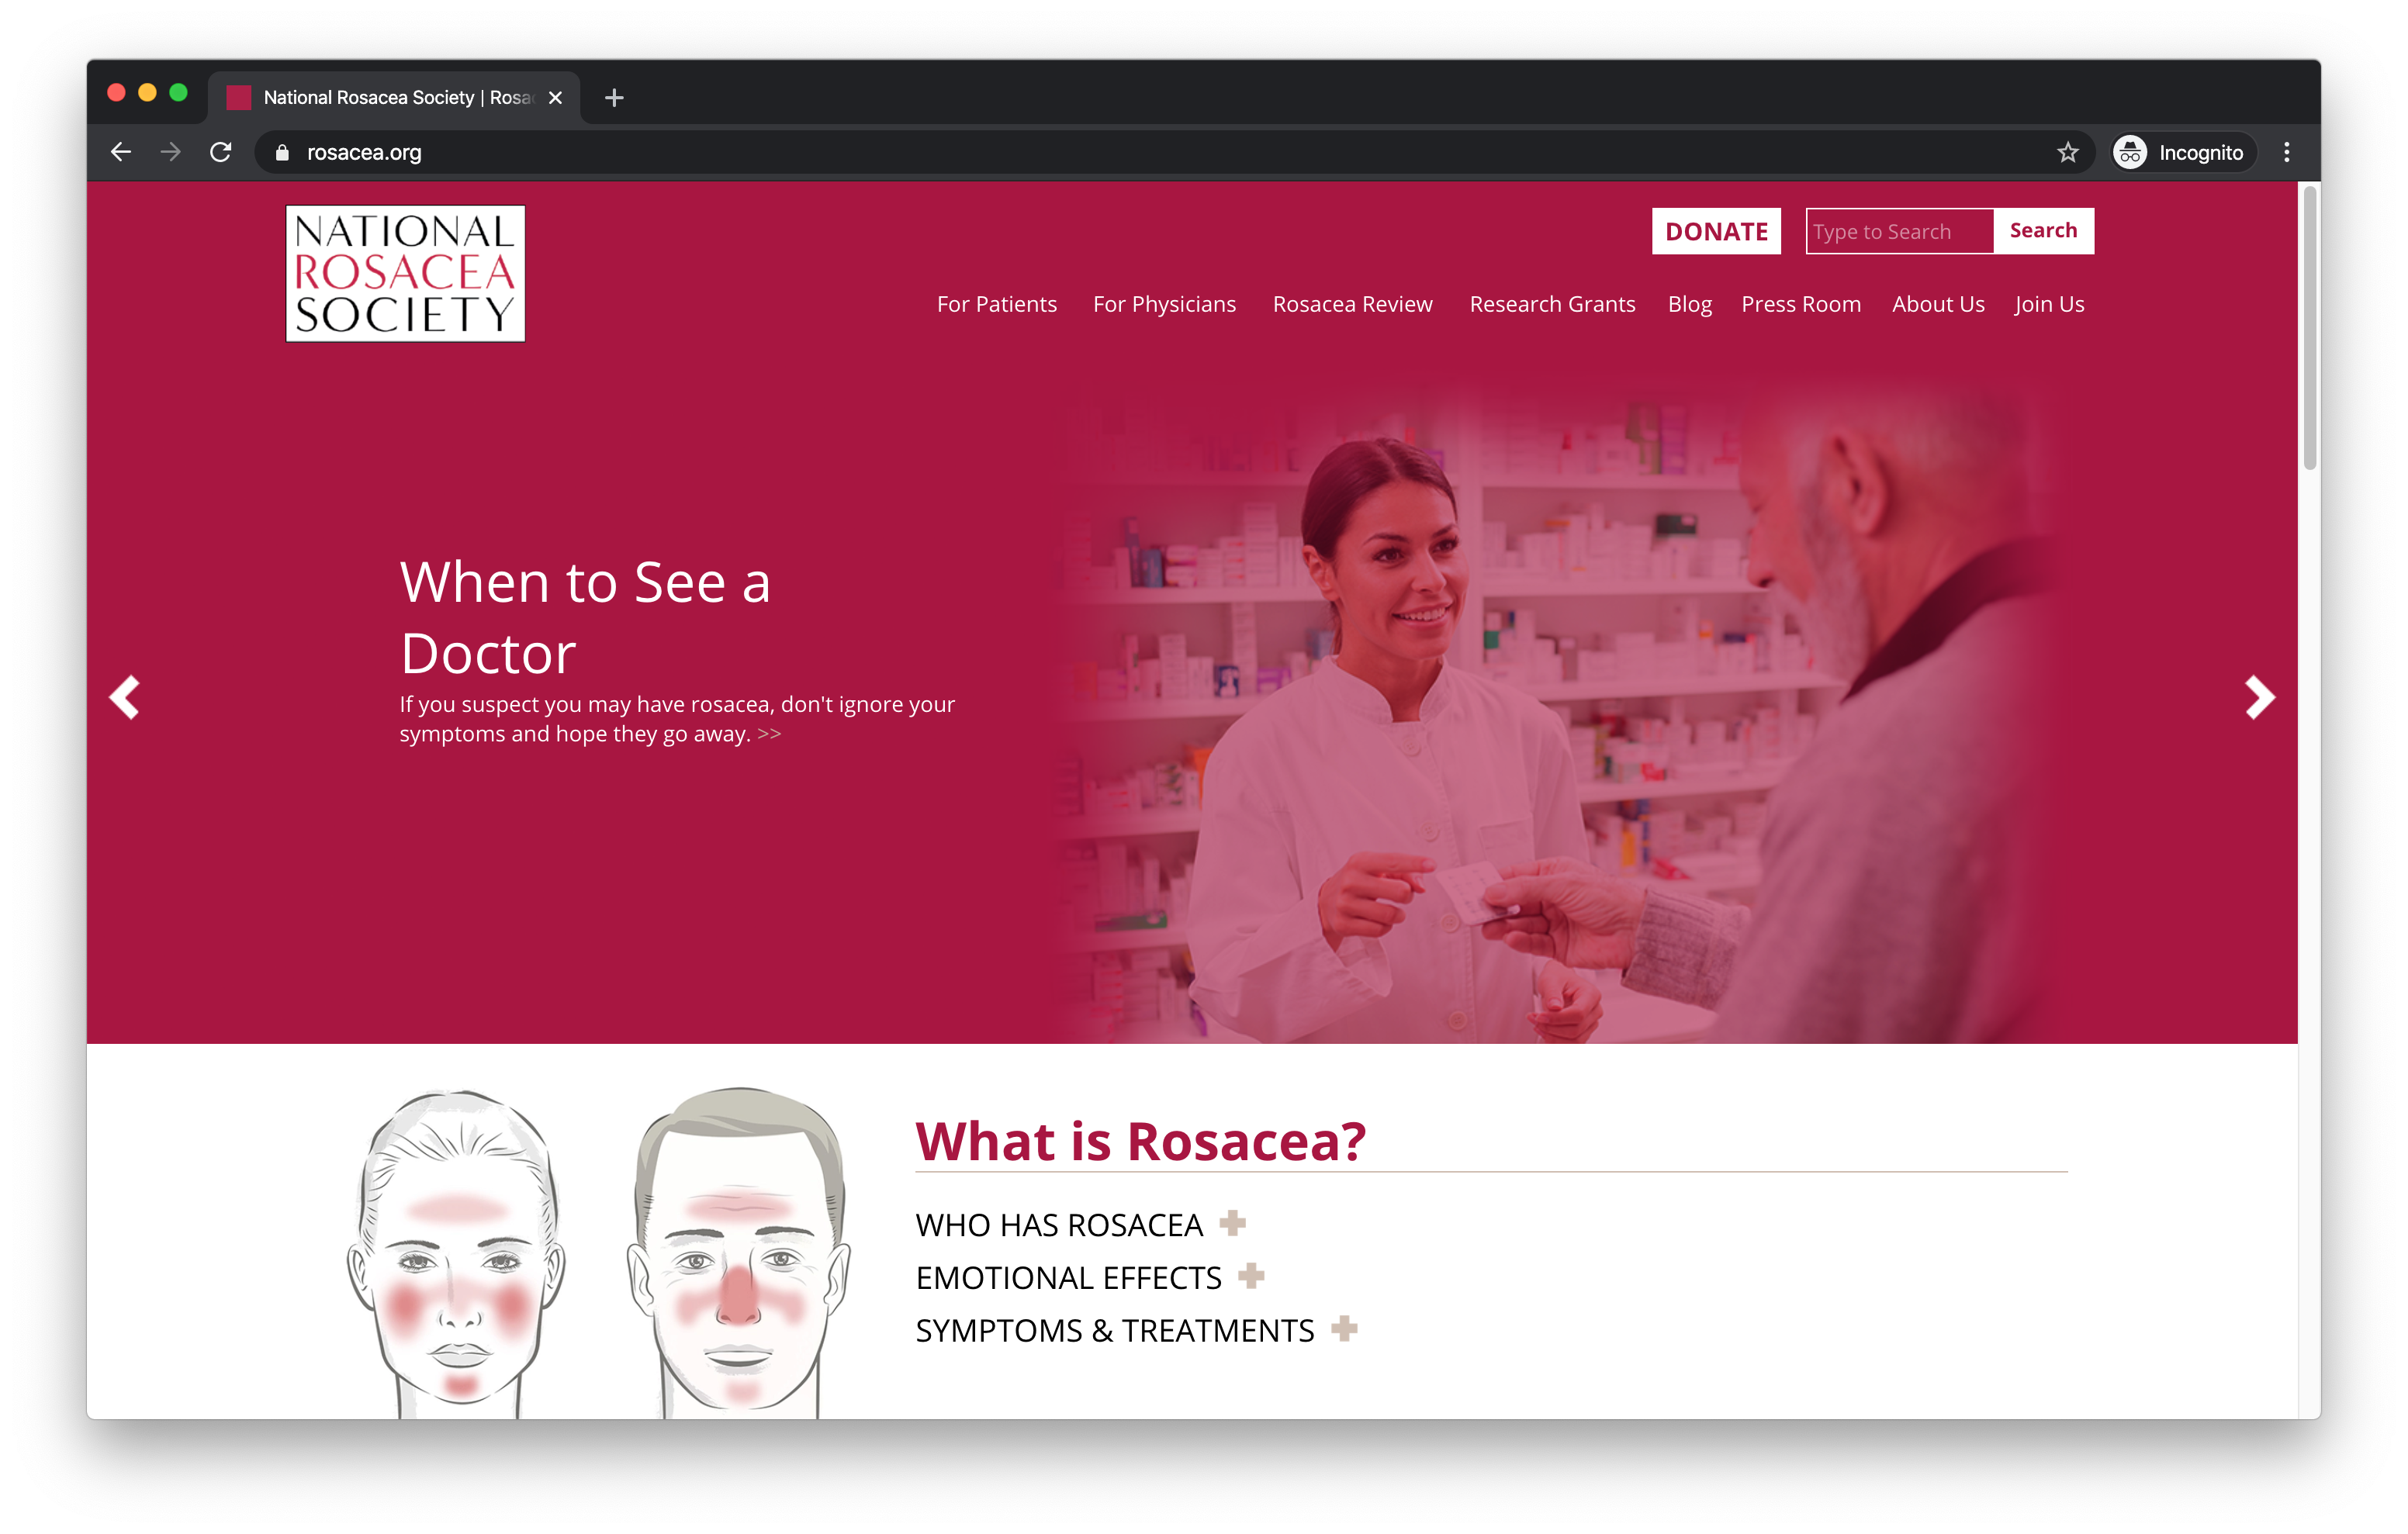 National Rosacea Society | Rosa
rosacea.org
Incognito
NATIONAL
ROSACEA
SOCIETY
DONATE
Type to Search
Search
For Patients
For Physicians
Rosacea Review
Research Grants
Blog
Press Room
About Us
Join Us
When to See a
Doctor
If you suspect you may have rosacea, don't ignore your
symptoms and hope they go away. >>
What is Rosacea?
WHO HAS ROSACEA
EMOTIONAL EFFECTS
SYMPTOMS & TREATMENTS